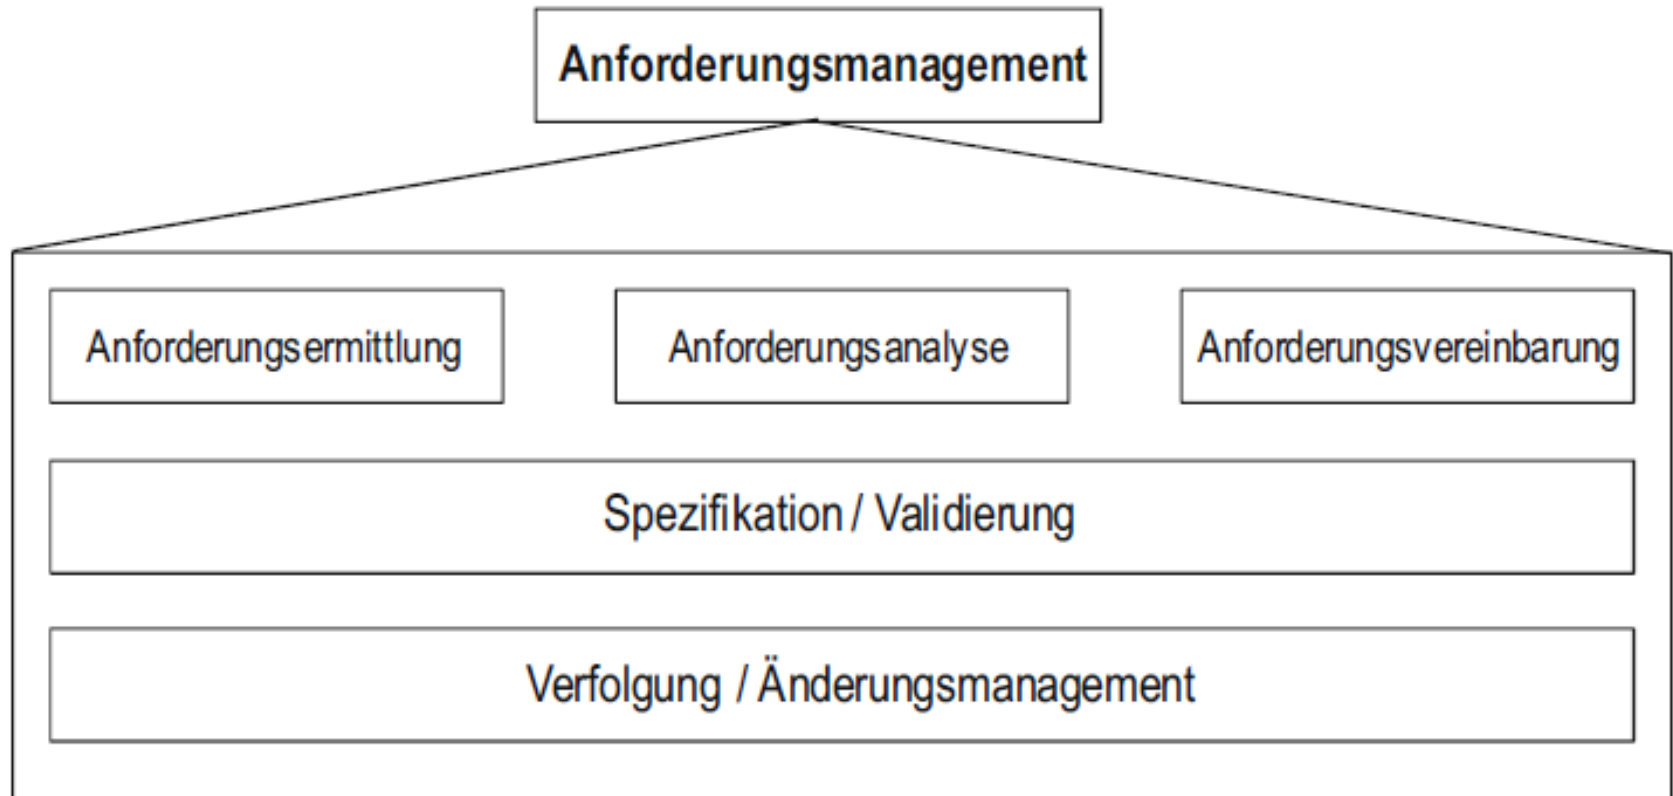 Anforderungsmanagement
Anforderungsermittlung
Anforderungsanalyse
Anforderungsvereinbarung
Spezifikation / Validierung
Verfolgung / Änderungsmanagement